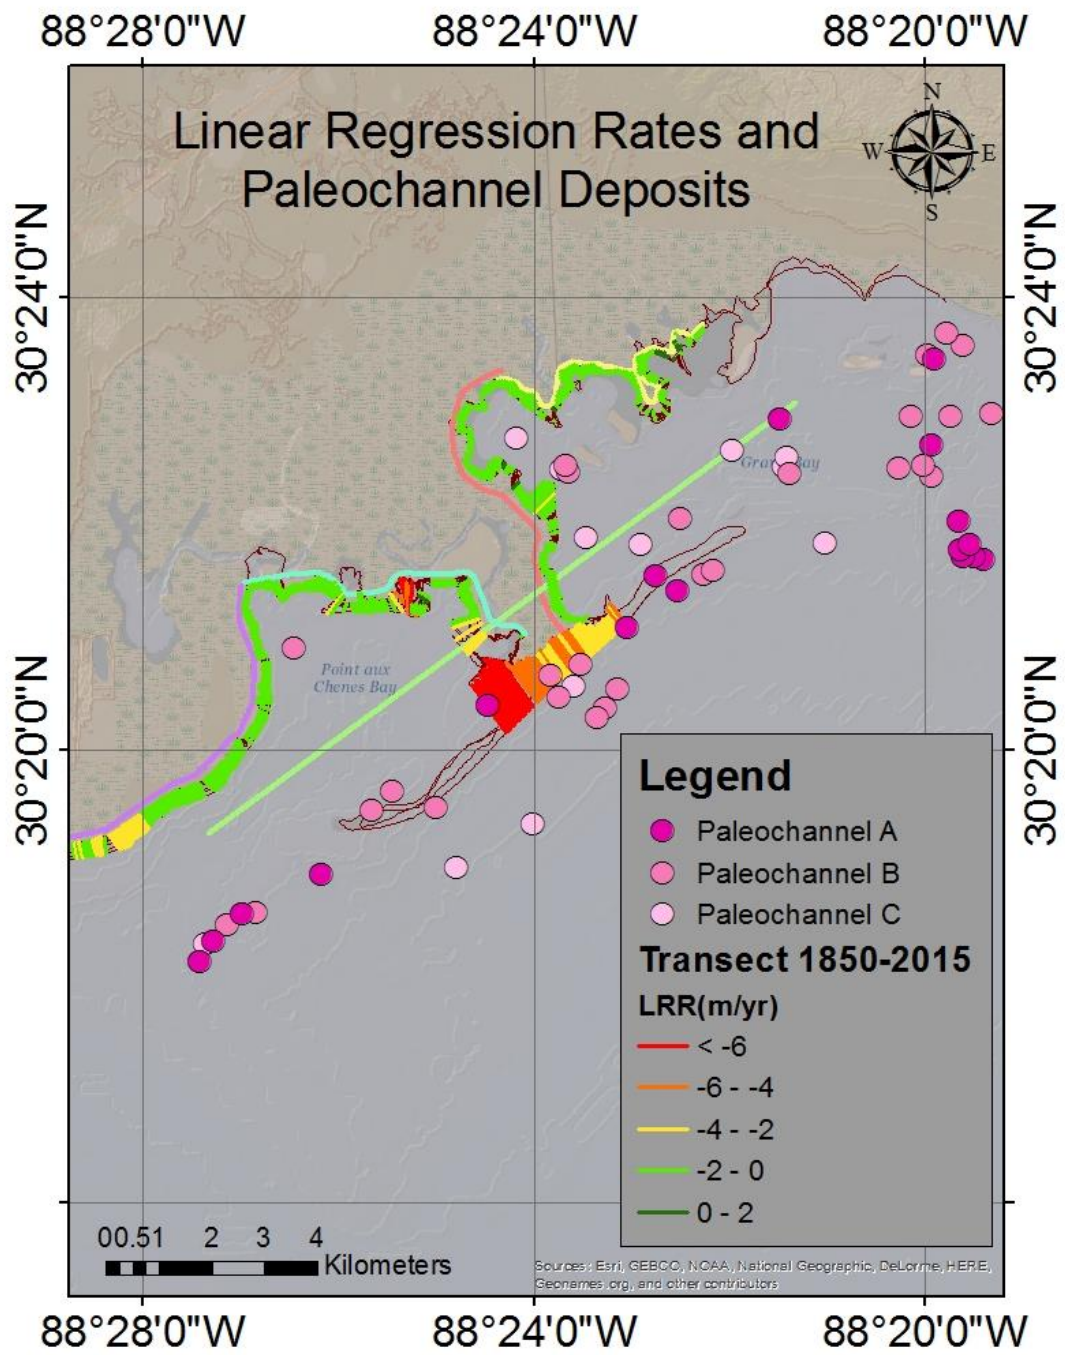 88°28'0"W 88°24'0"W 88°20'0"W
Linear Regression Rates and
Paleochannel Deposits
N
W E
S
30°24'0"N 30°24'0"N
Grand Bay
Point aux
Chenes Bay
30°20'0"N 30°20'0"N
Legend
Paleochannel A
Paleochannel B
Paleochannel C
Transect 1850-2015
LRR(m/yr)
< -6
-6 - -4
-4 - -2
-2 - 0
0 - 2
00.51 2 3 4
Kilometers
Sources: Esri, GEBCO, NOAA, National Geographic, DeLorme, HERE,
Geonames.org, and other contributors
88°28'0"W 88°24'0"W 88°20'0"W